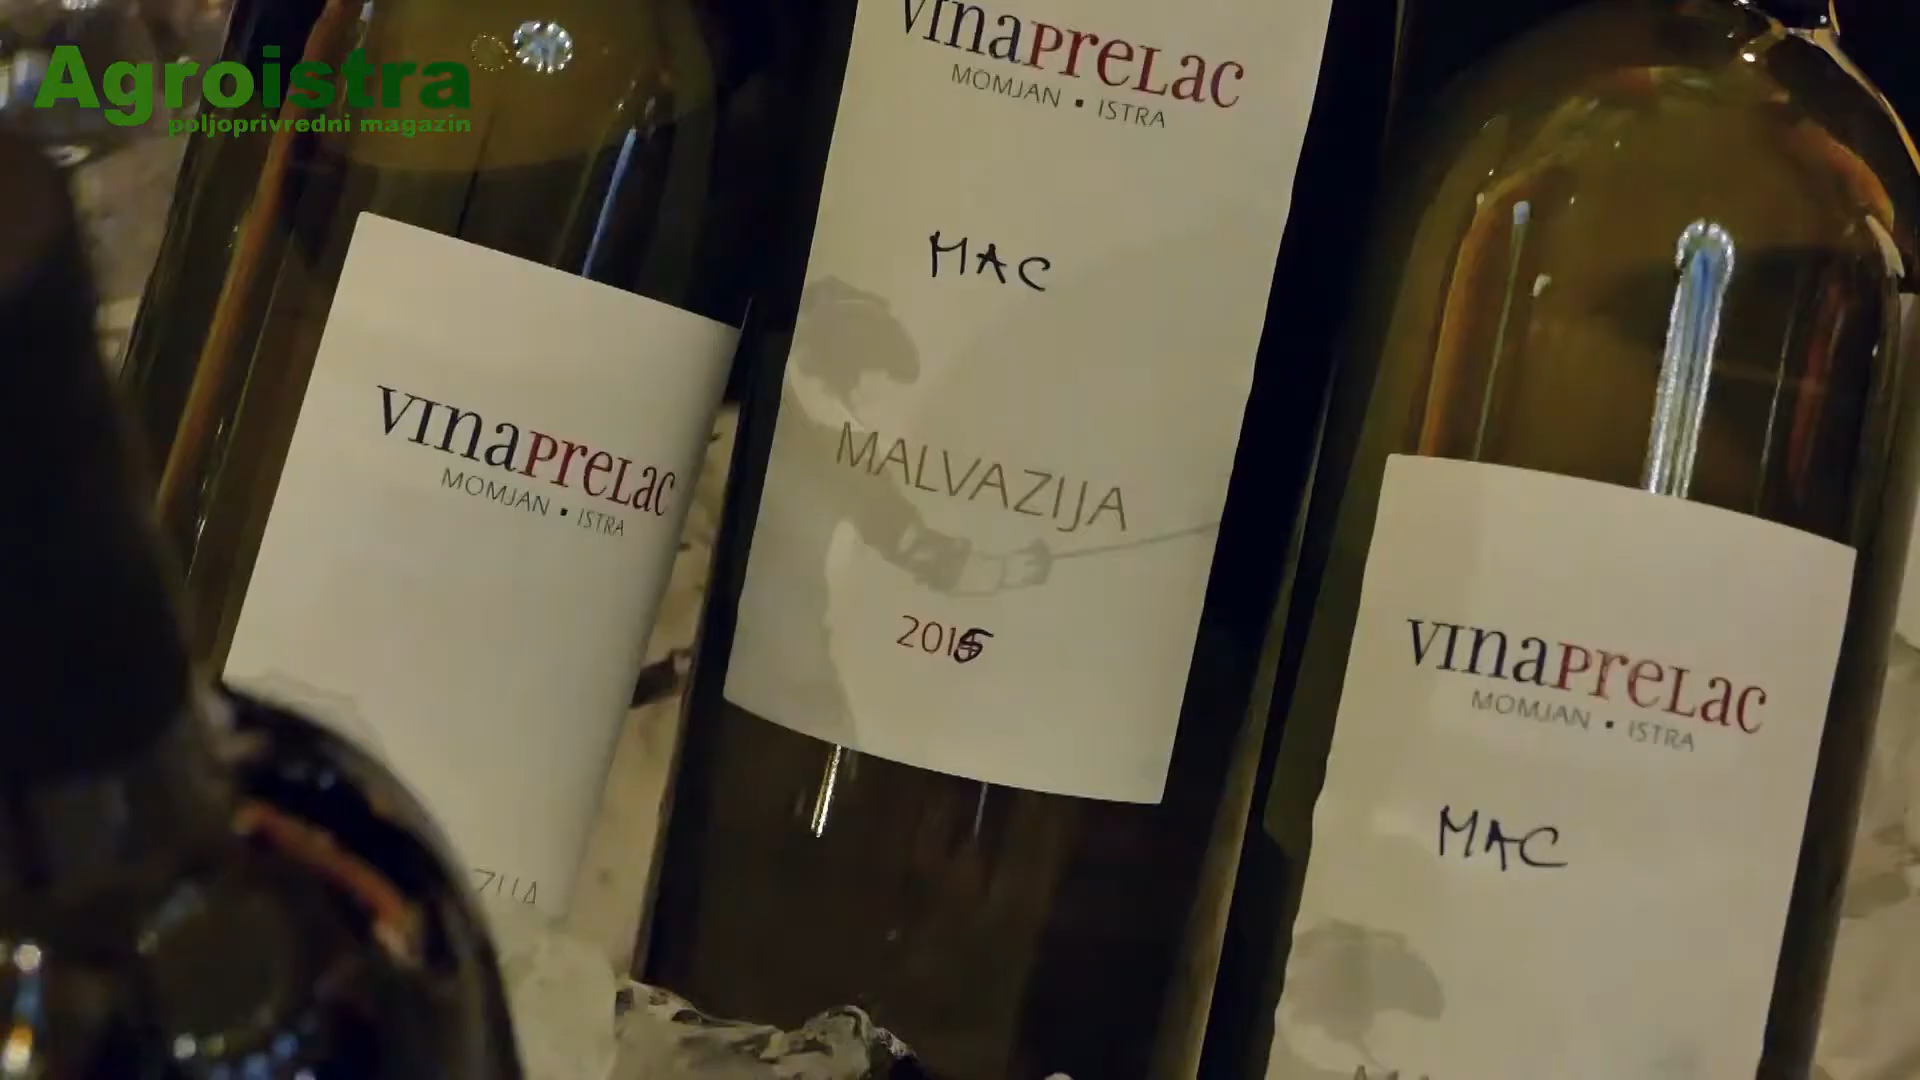 Agroistra
poljoprivredni magazin
vinaPreLac
MOMJAN ▪ ISTRA
vinaPreLac
MOMJAN ▪ ISTRA
MAC
MALVAZIJA
2015
vinaPreLac
MOMJAN ▪ ISTRA
MAC